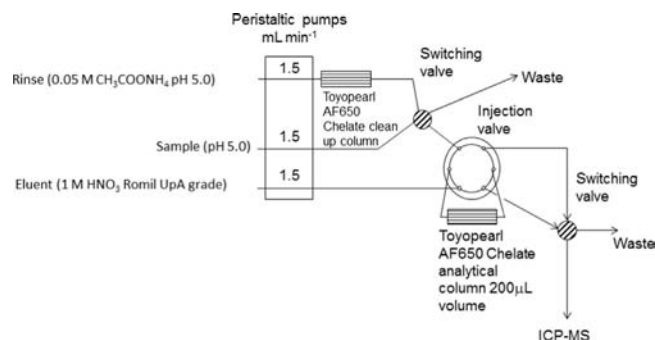 Peristaltic pumps
mL min⁻¹
Switching
valve
Waste
1.5
Rinse (0.05 M CH₃COONH₄ pH 5.0)
Toyopearl
AF650
Chelate clean
up column
Injection
valve
1.5
Sample (pH 5.0)
1.5
Eluent (1 M HNO₃ Romil UpA grade)
Switching
valve
Waste
Toyopearl
AF650 Chelate
analytical
column 200µL
volume
ICP-MS